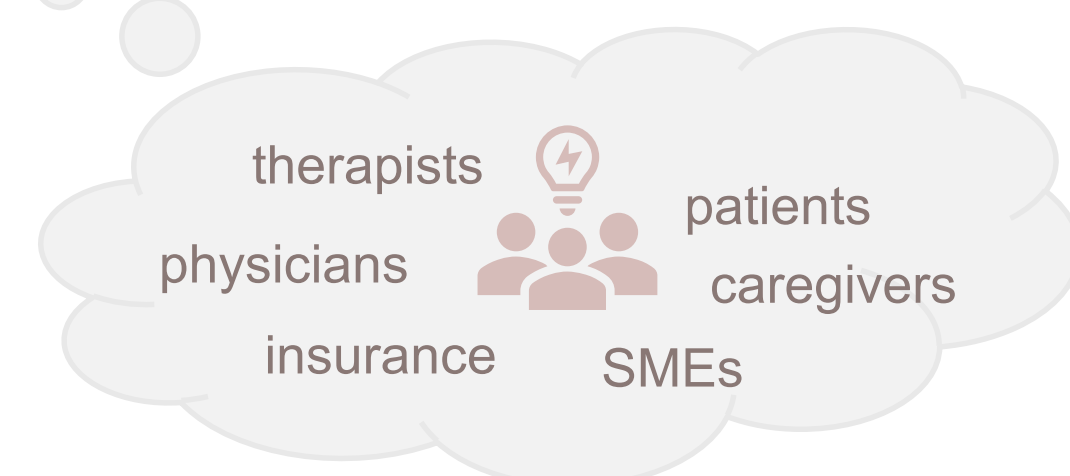 therapists
patients
physicians
caregivers
insurance
SMEs